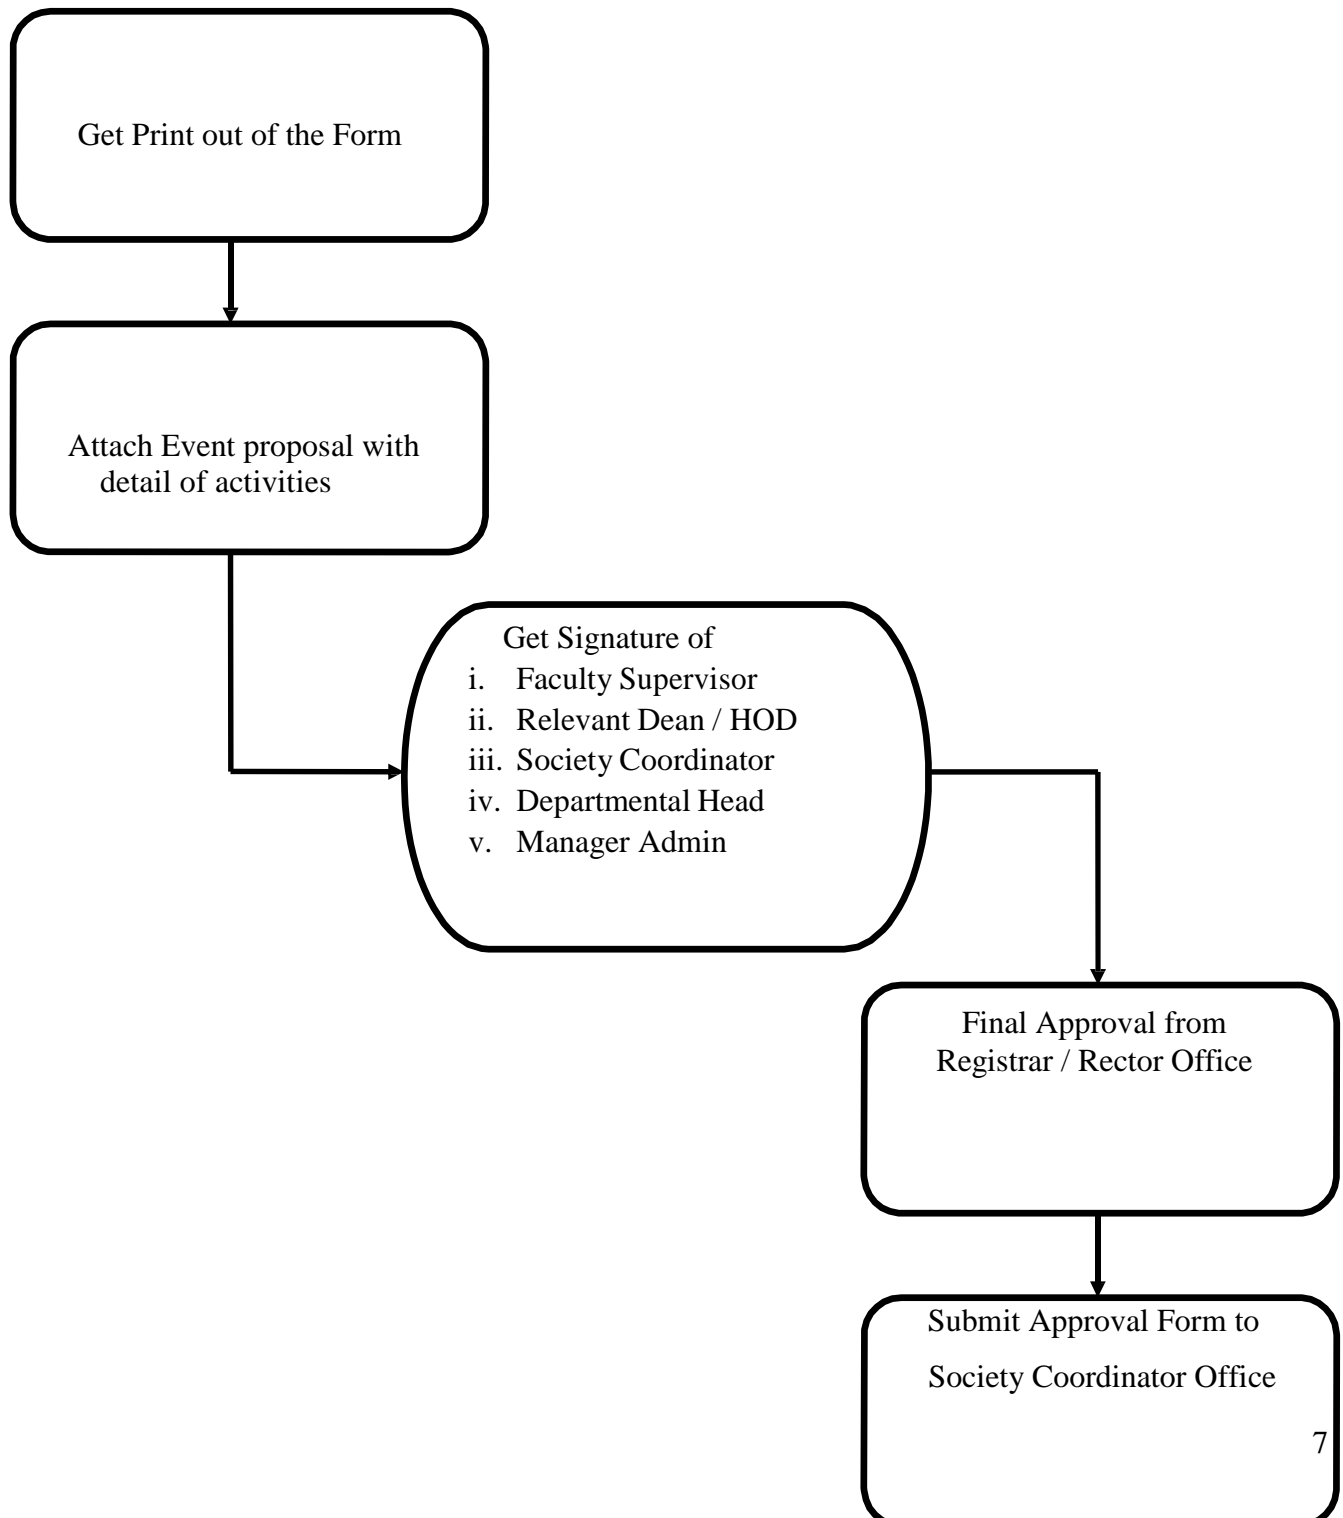 Get Print out of the Form
Attach Event proposal with
detail of activities
Get Signature of
i. Faculty Supervisor
ii. Relevant Dean / HOD
iii. Society Coordinator
iv. Departmental Head
v. Manager Admin
Final Approval from
Registrar / Rector Office
Submit Approval Form to
Society Coordinator Office
7